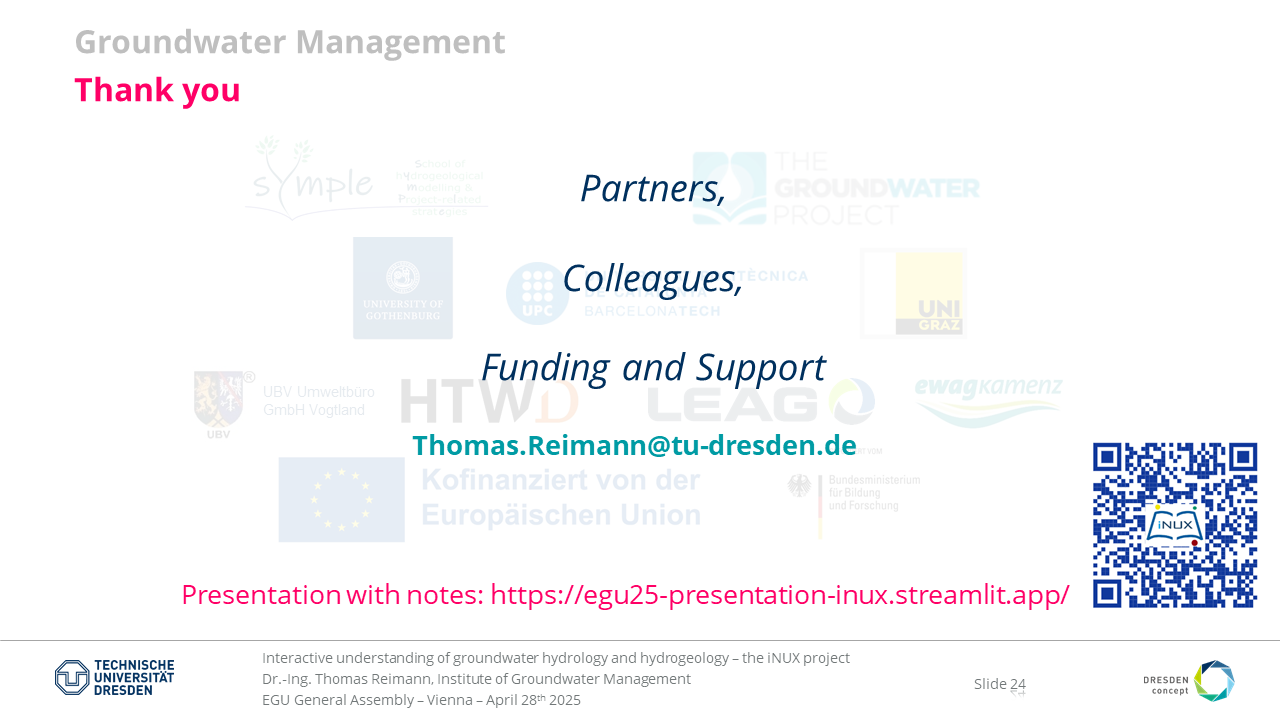 Groundwater Management
Thank you
sYmple
School of
hYdrogeological
modelling &
Project-related
strategies
THE
GROUNDWATER
PROJECT
Partners,
UNIVERSITY OF
GOTHENBURG
UPC
DE CATALUNYA
BARCELONATECH
UNI
GRAZ
Colleagues,
Funding and Support
UBV
UBV Umweltbüro
GmbH Vogtland
HTWD
LEAG
ewagkamenz
Thomas.Reimann@tu-dresden.de
Kofinanziert von der
Europäischen Union
Bundesministerium
für Bildung
und Forschung
iNUX
Presentation with notes: https://egu25-presentation-inux.streamlit.app/
TECHNISCHE
UNIVERSITÄT
DRESDEN
Interactive understanding of groundwater hydrology and hydrogeology – the iNUX project
Dr.-Ing. Thomas Reimann, Institute of Groundwater Management
EGU General Assembly – Vienna – April 28th 2025
Slide 24
DRESDEN
concept